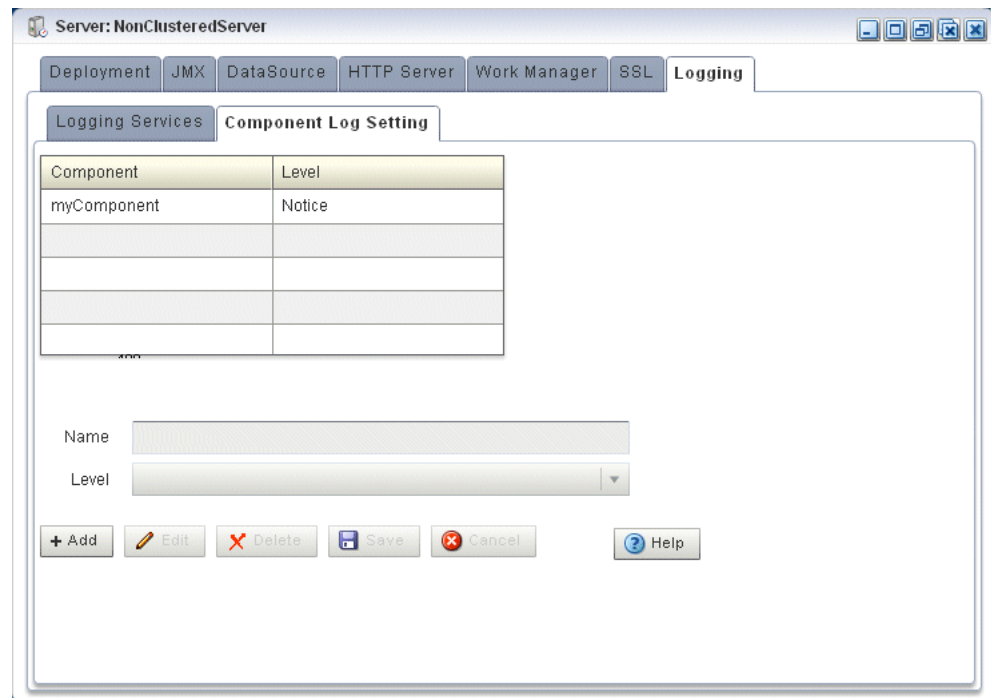 Server: NonClusteredServer
Deployment JMX DataSource HTTP Server Work Manager SSL Logging
Logging Services Component Log Setting
Component Level
myComponent Notice
Name
Level
+ Add Edit Delete Save Cancel ? Help